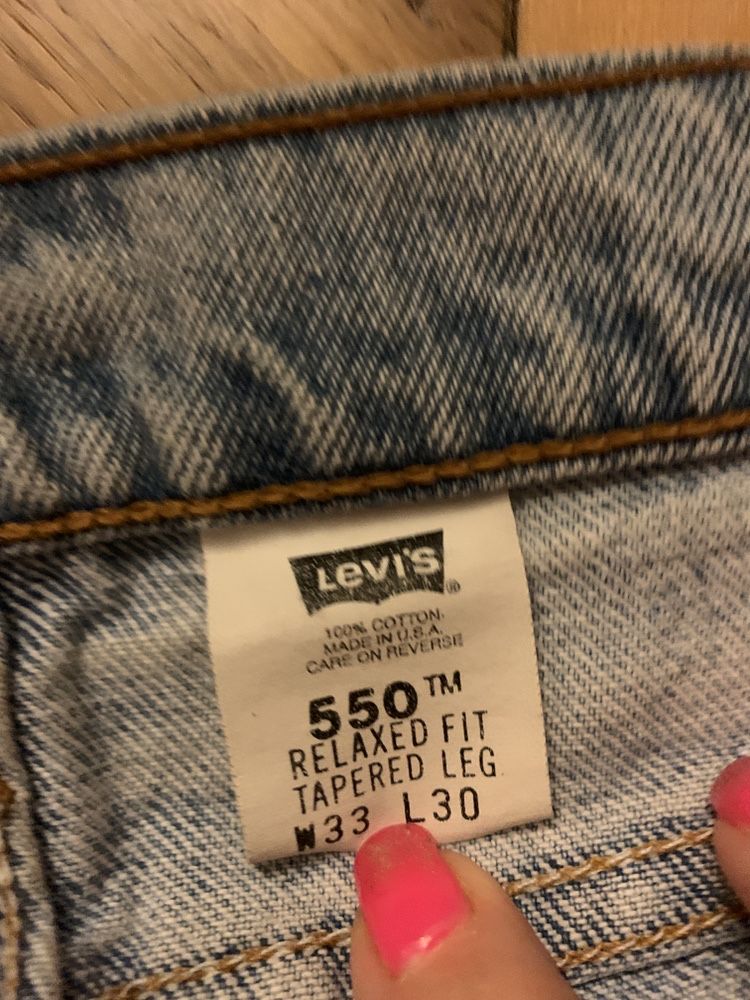 LEVI'S®
100% COTTON
MADE IN U.S.A.
CARE ON REVERSE
550™
RELAXED FIT
TAPERED LEG
W33 L30